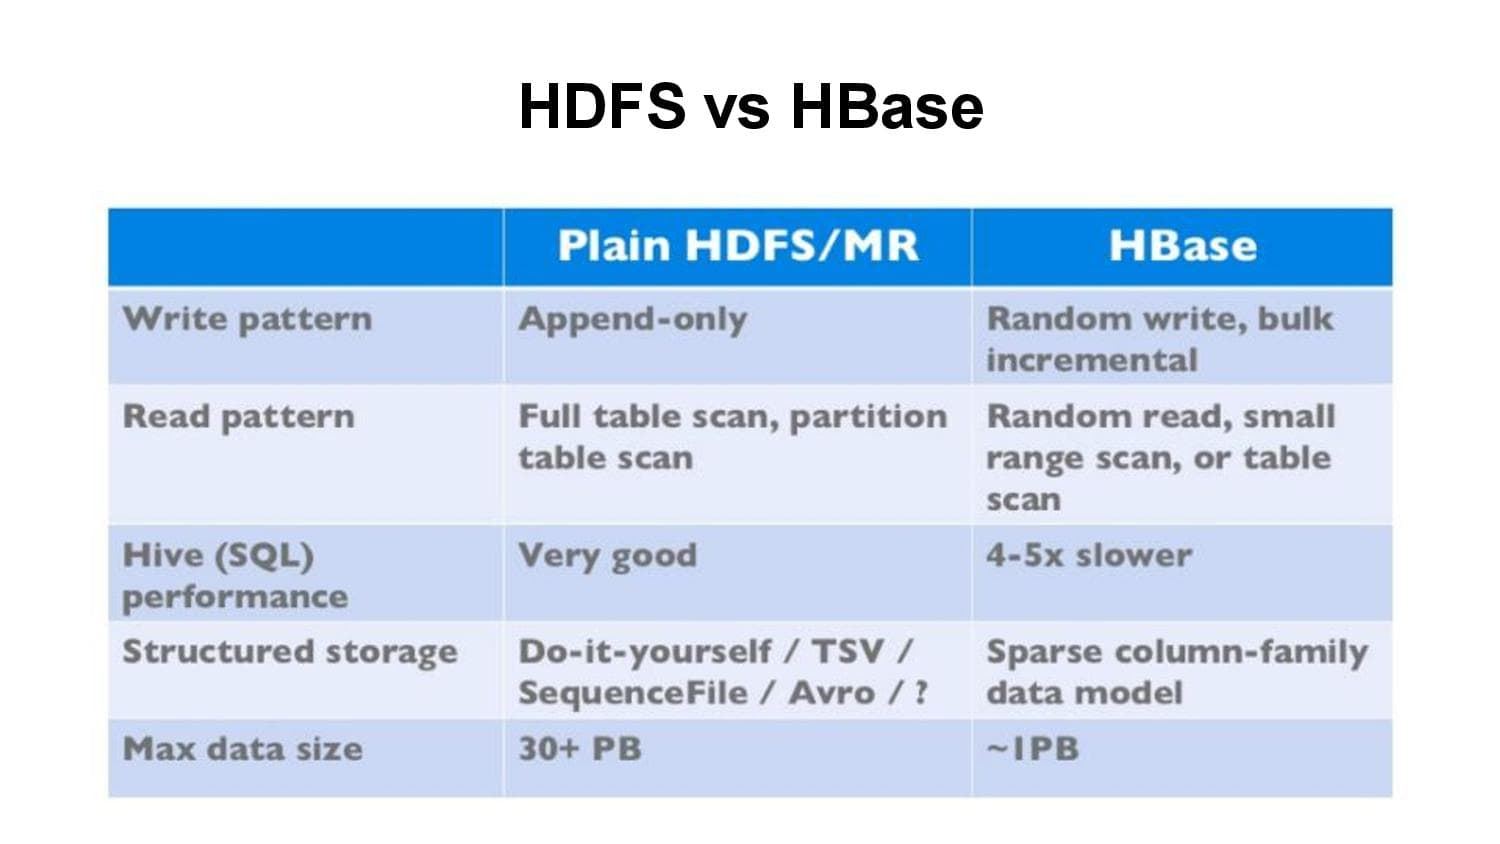 HDFS vs HBase
Plain HDFS/MR HBase
Write pattern Append-only Random write, bulk
incremental
Read pattern Full table scan, partition Random read, small
table scan range scan, or table
scan
Hive (SQL) Very good 4-5x slower
performance
Structured storage Do-it-yourself / TSV / Sparse column-family
SequenceFile / Avro / ? data model
Max data size 30+ PB ~1PB